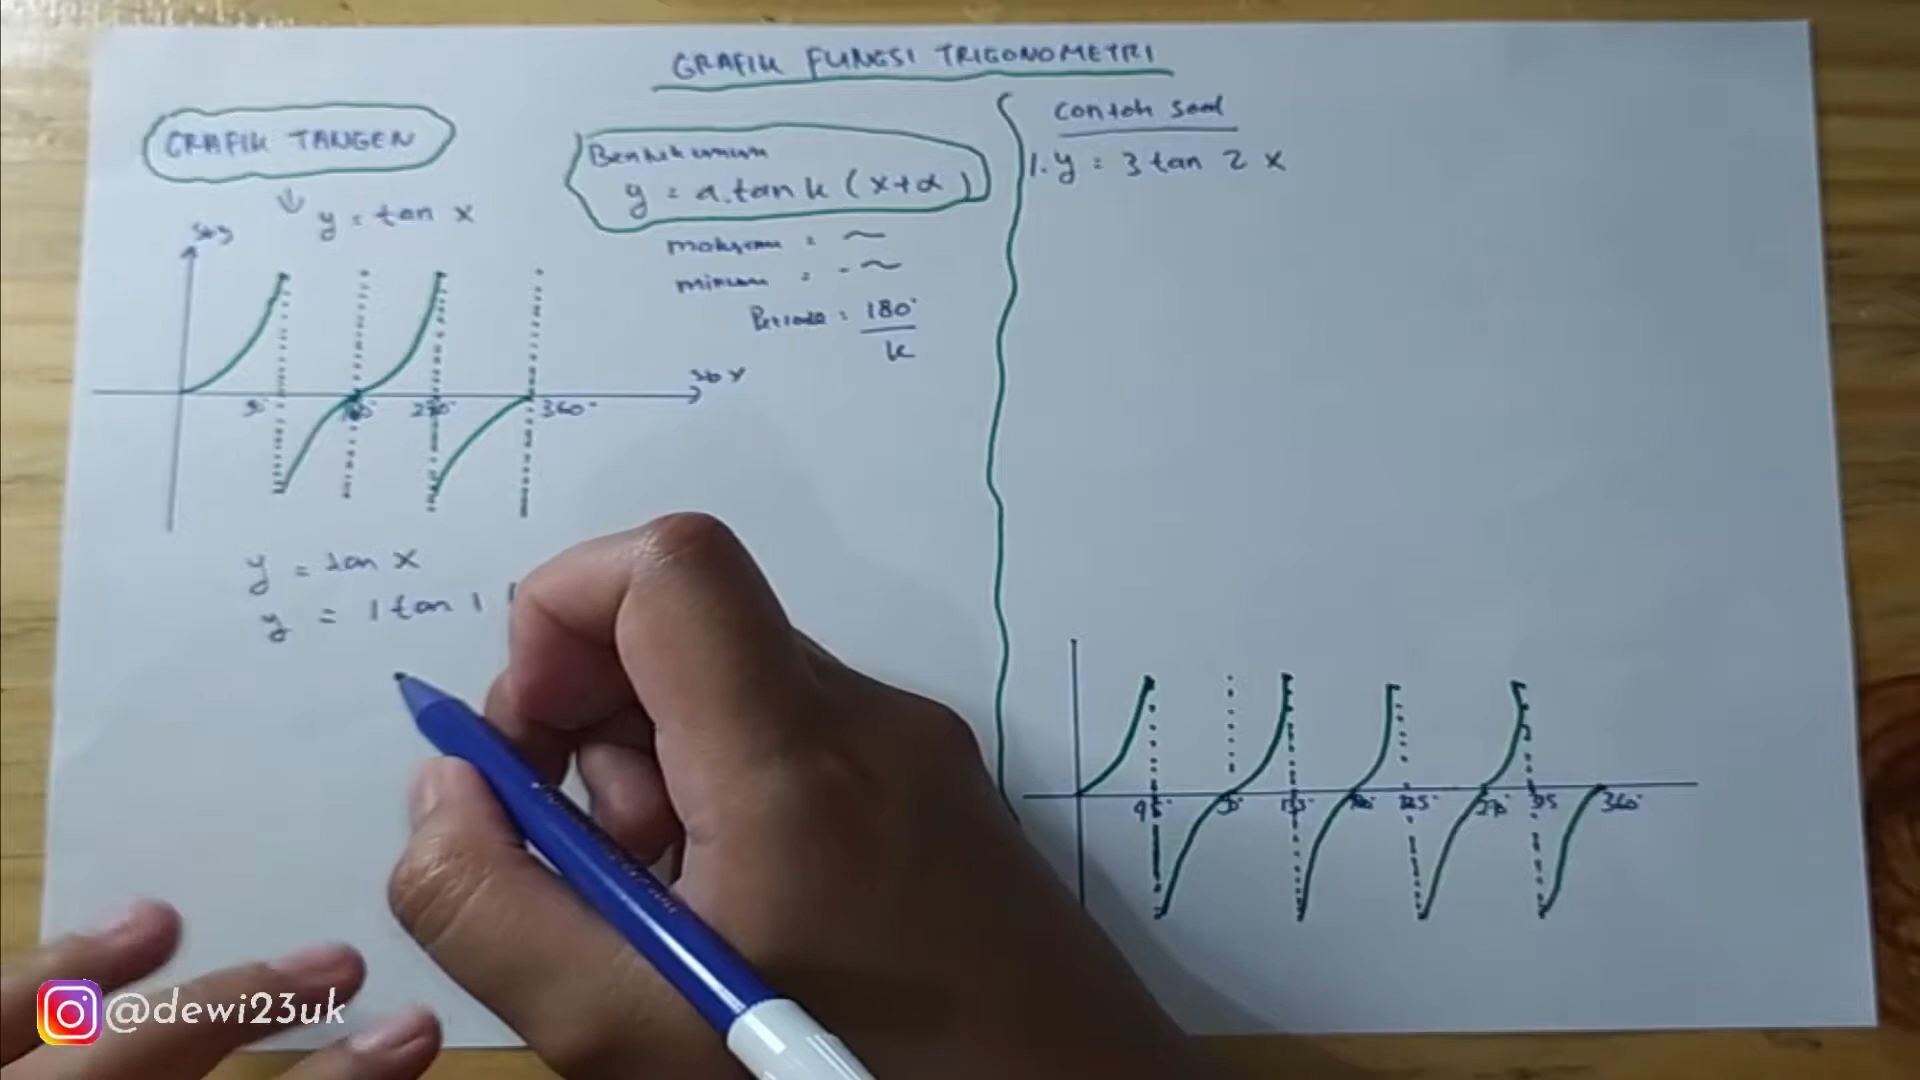 GRAFIK FUNGSI TRIGONOMETRI
GRAFIK TANGEN
y = tan x
Sb y
90° 180° 270° 360°
Sb x
y = tan x
y = 1 tan 1
Bentuk umum
y = a.tan k (x+α)
maksimum : ~
minimum : -~
Periode : 180°
k
Contoh soal
1. y = 3 tan 2 x
45° 90° 135° 180° 225° 270° 315 360°
@dewi23uk